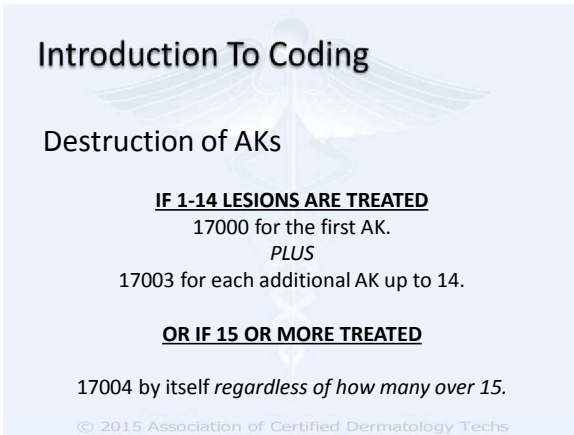 Introduction To Coding
Destruction of AKs
IF 1-14 LESIONS ARE TREATED
17000 for the first AK.
PLUS
17003 for each additional AK up to 14.
OR IF 15 OR MORE TREATED
17004 by itself regardless of how many over 15.
© 2015 Association of Certified Dermatology Techs